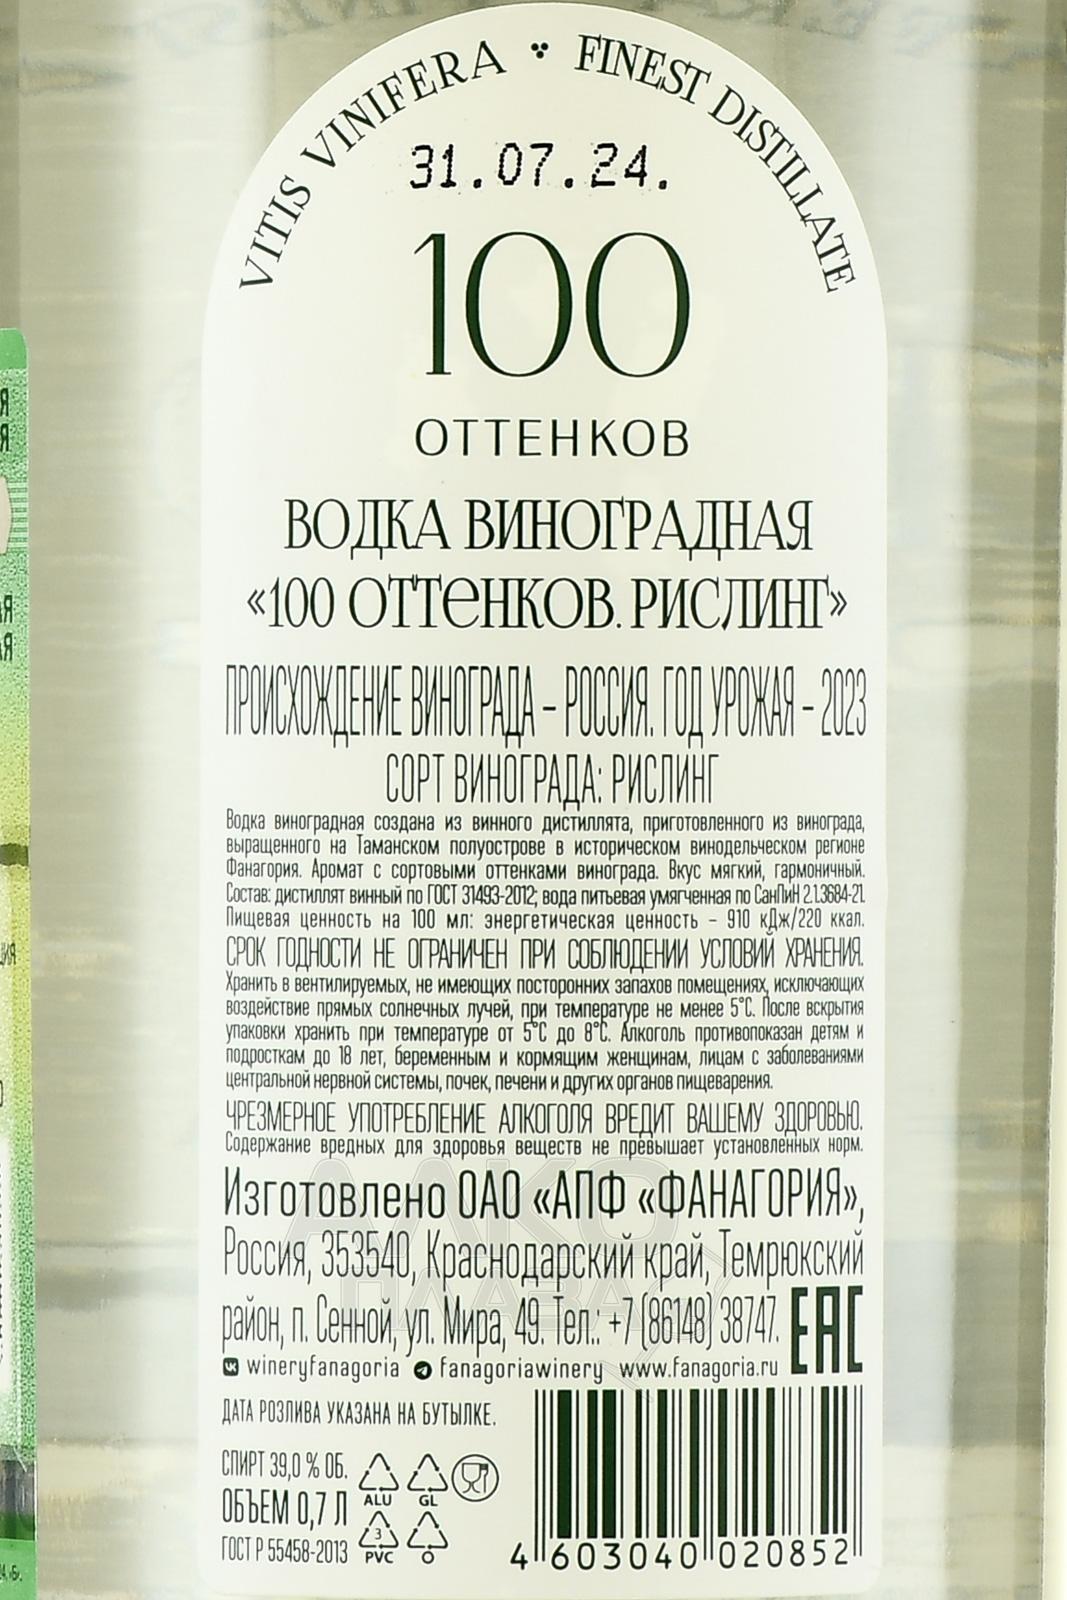 VITIS VINIFERA FINEST DISTILLATE
31.07.24.
100
ОТТЕНКОВ
ВОДКА ВИНОГРАДНАЯ
«100 ОТТеНКОВ. РИСЛИНГ»
ПРОИСХОЖДЕНИЕ ВИНОГРАДА – РОССИЯ. ГОД УРОЖАЯ – 2023
СОРТ ВИНОГРАДА: РИСЛИНГ
Водка виноградная создана из винного дистиллята, приготовленного из винограда,
выращенного на Таманском полуострове в историческом винодельческом регионе
Фанагория. Аромат с сортовыми оттенками винограда. Вкус мягкий, гармоничный.
Состав: дистиллят винный по ГОСТ 31493-2012; вода питьевая умягченная по СанПиН 2.1.3684-21.
Пищевая ценность на 100 мл: энергетическая ценность – 910 кДж/220 ккал.
СРОК ГОДНОСТИ НЕ ОГРАНИЧЕН ПРИ СОБЛЮДЕНИИ УСЛОВИЙ ХРАНЕНИЯ.
Хранить в вентилируемых, не имеющих посторонних запахов помещениях, исключающих
воздействие прямых солнечных лучей, при температуре не менее 5°С. После вскрытия
упаковки хранить при температуре от 5°С до 8°С. Алкоголь противопоказан детям и
подросткам до 18 лет, беременным и кормящим женщинам, лицам с заболеваниями
центральной нервной системы, почек, печени и других органов пищеварения.
ЧРЕЗМЕРНОЕ УПОТРЕБЛЕНИЕ АЛКОГОЛЯ ВРЕДИТ ВАШЕМУ ЗДОРОВЬЮ.
Содержание вредных для здоровья веществ не превышает установленных норм.
Изготовлено ОАО «АПФ «ФАНАГОРИЯ»,
Россия, 353540, Краснодарский край, Темрюкский
район, п. Сенной, ул. Мира, 49. Тел.: +7 (86148) 38747.
EAC
wineryfanagoria fanagoriawinery www.fanagoria.ru
ДАТА РОЗЛИВА УКАЗАНА НА БУТЫЛКЕ.
СПИРТ 39,0 % ОБ.
ОБЪЕМ 0,7 Л
ГОСТ Р 55458-2013
ALU GL
3
PVC O
4 603040 020852
АЛКО
ПЛАЗА